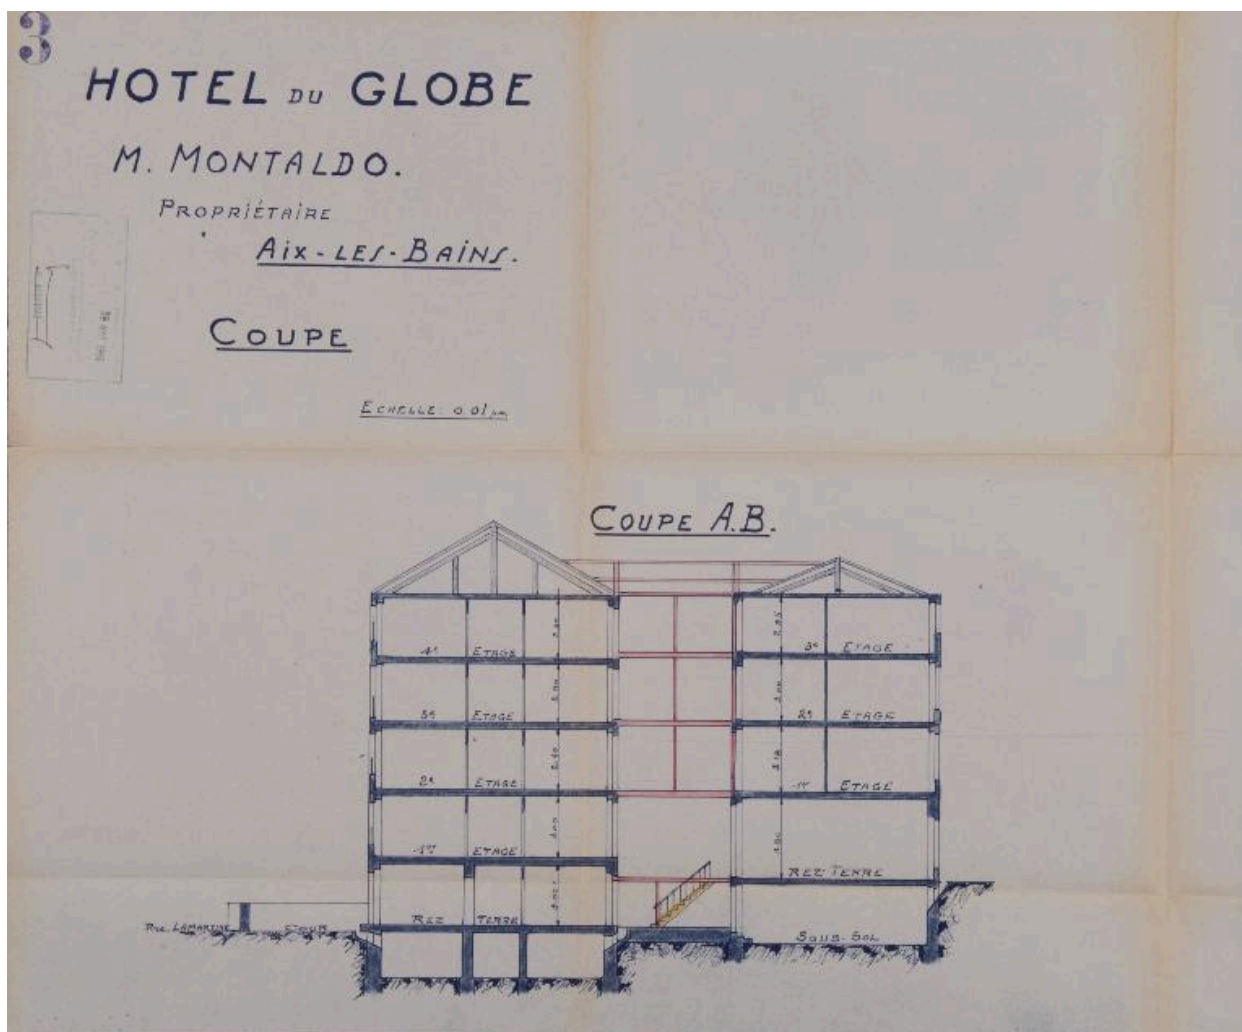 3
HOTEL DU GLOBE
M. MONTALDO.
PROPRIÉTAIRE
AIX-LES-BAINS.
COUPE
ECHELLE: 0.01 p.m
COUPE A.B.
4e ETAGE
3e ETAGE
3e ETAGE
2e ETAGE
2e ETAGE
1er ETAGE
1er ETAGE
REZ TERRE
REZ TERRE
RUE LAMARTINE
COUR
SOUS-SOL